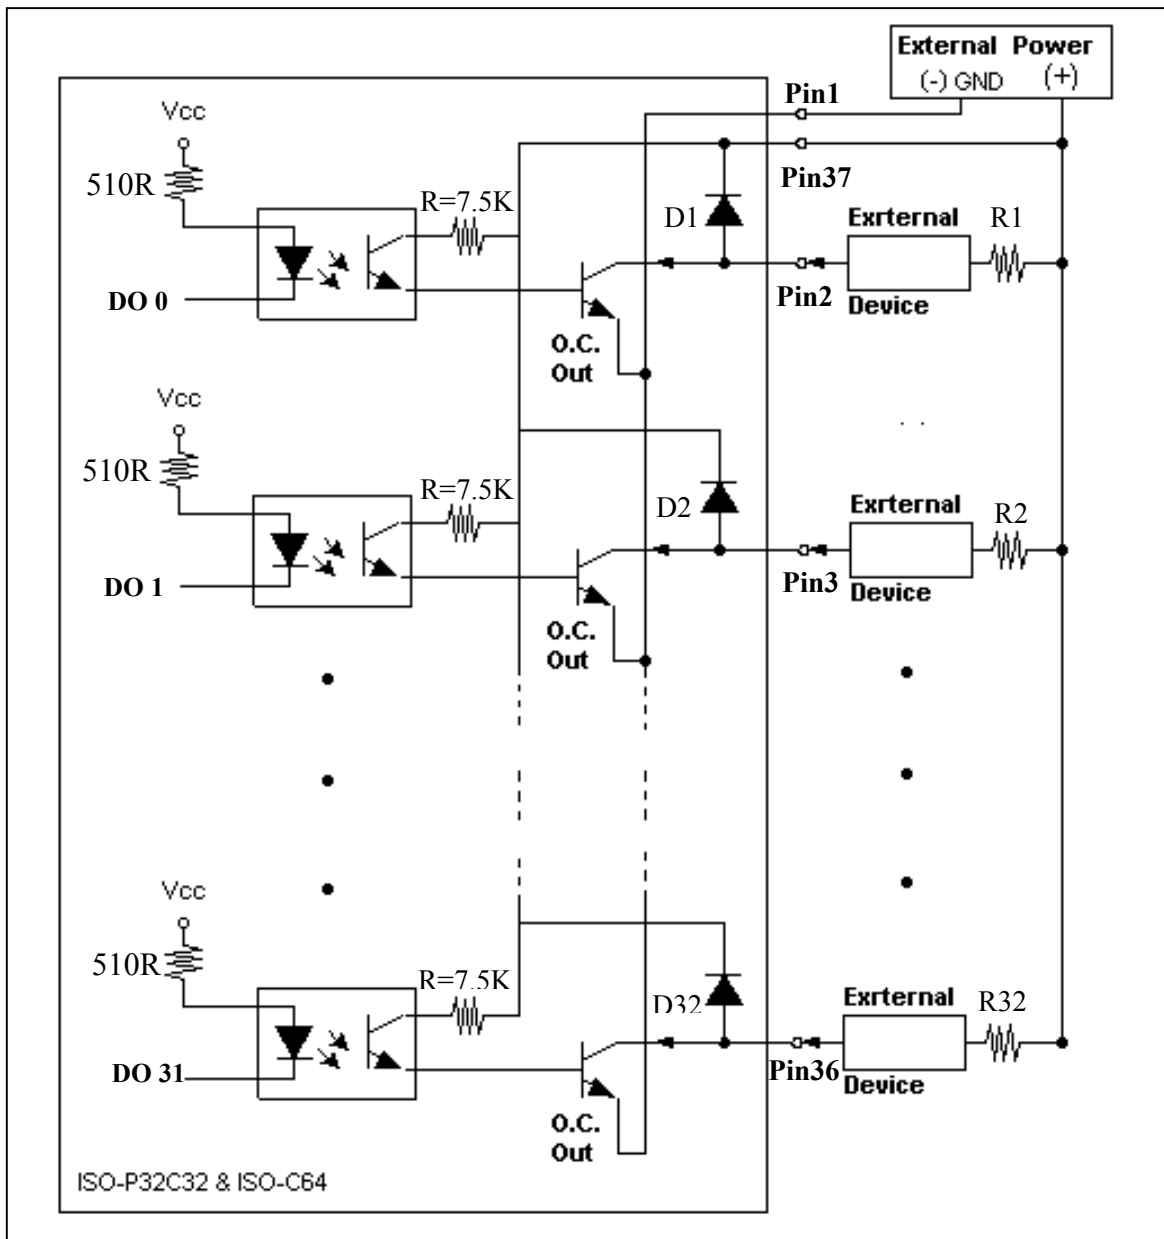 External Power
(-) GND (+)
Pin1
Pin37
Vcc
510R
R=7.5K
D1
Exrternal
R1
DO 0
Pin2
Device
O.C.
Out
Vcc
510R
R=7.5K
D2
Exrternal
R2
DO 1
Pin3
Device
O.C.
Out
Vcc
510R
R=7.5K
D32
Exrternal
R32
DO 31
Pin36
Device
O.C.
Out
ISO-P32C32 & ISO-C64